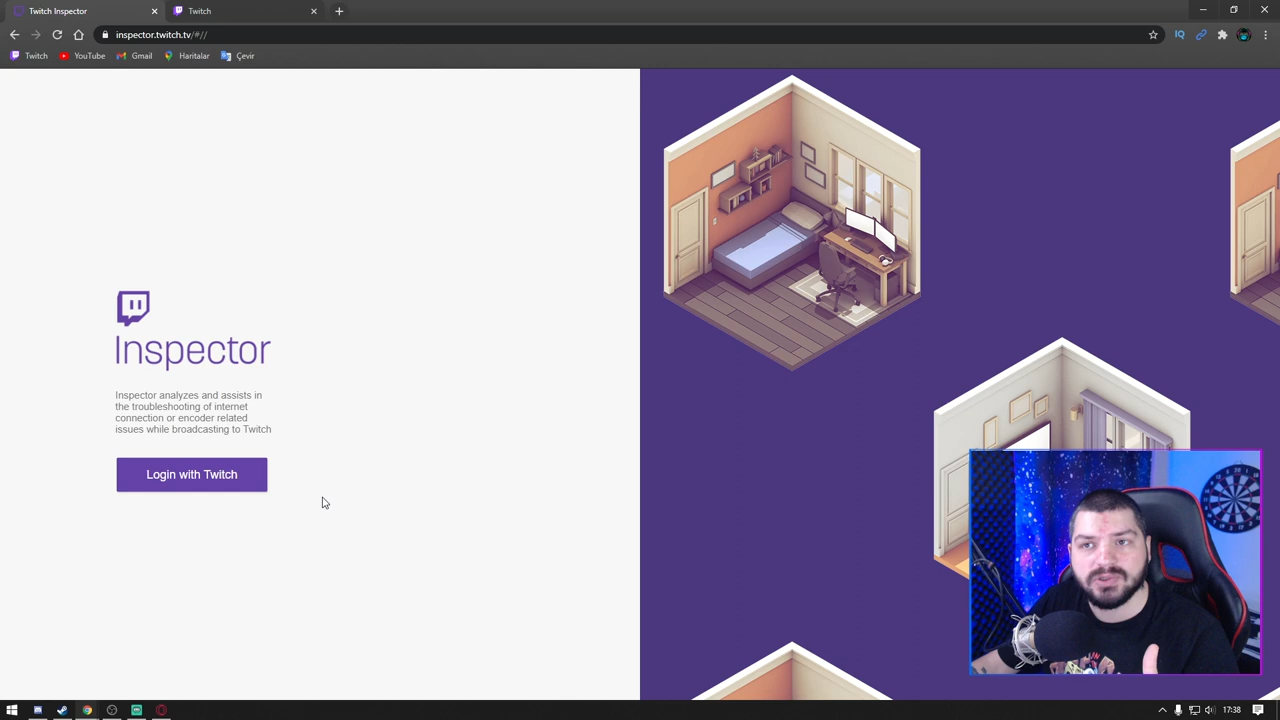 Twitch Inspector
Twitch
inspector.twitch.tv/#//
Twitch
YouTube
Gmail
Haritalar
Çevir
IQ
Inspector
Inspector analyzes and assists in
the troubleshooting of internet
connection or encoder related
issues while broadcasting to Twitch
Login with Twitch
17:38